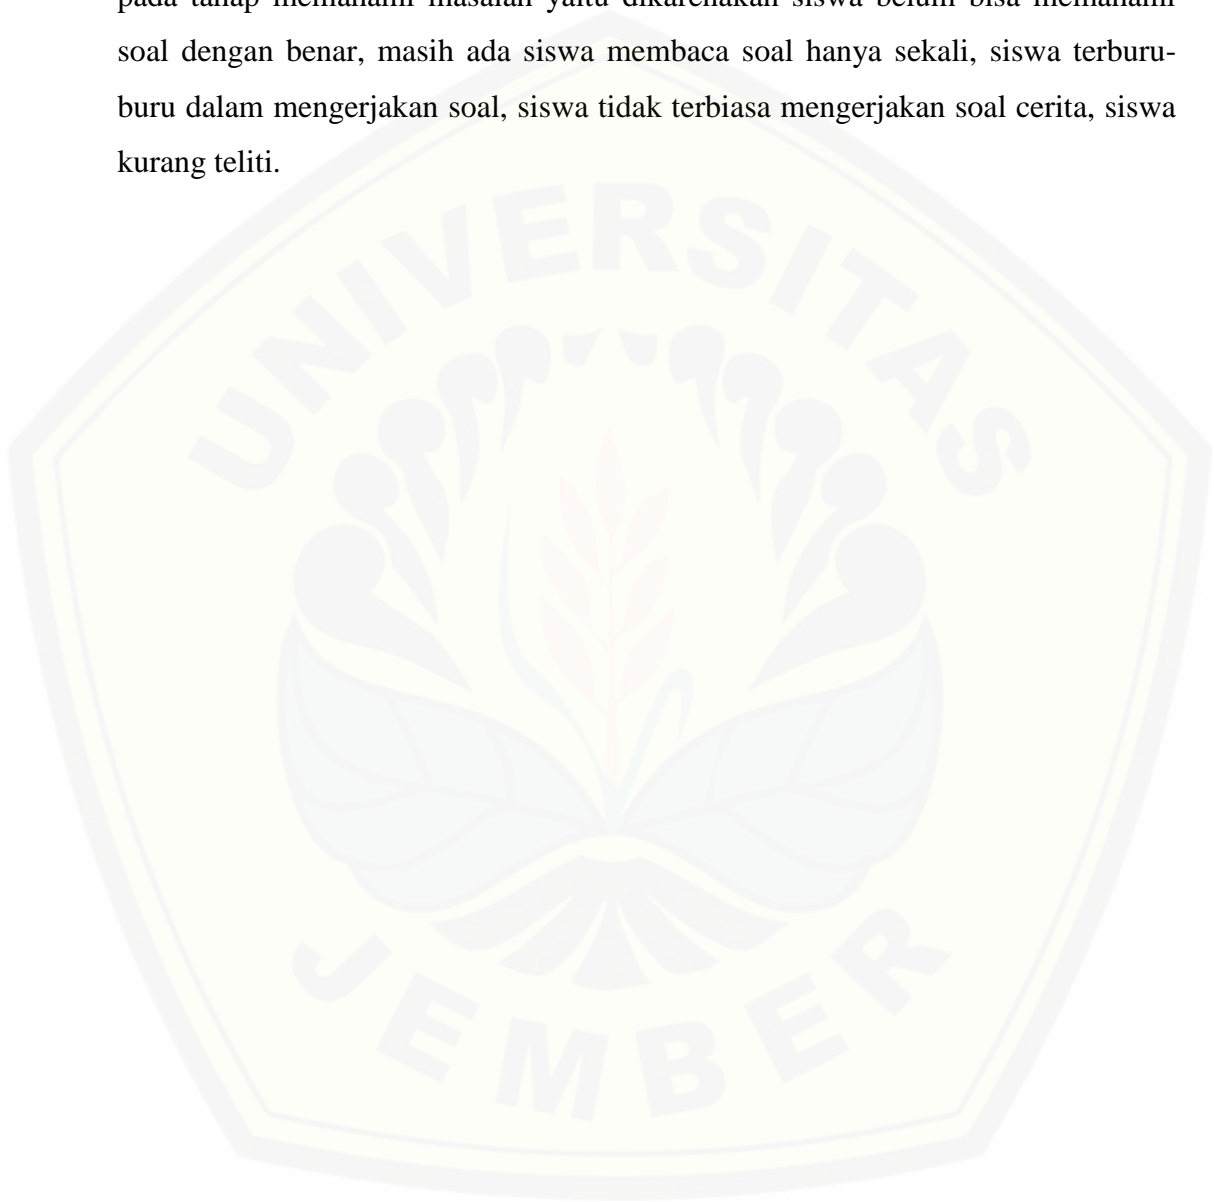 pada tahap memahami masalah yaitu dikarenakan siswa belum bisa memahami
soal dengan benar, masih ada siswa membaca soal hanya sekali, siswa terburu-
buru dalam mengerjakan soal, siswa tidak terbiasa mengerjakan soal cerita, siswa
kurang teliti.
UNIVERSITAS
JEMBER